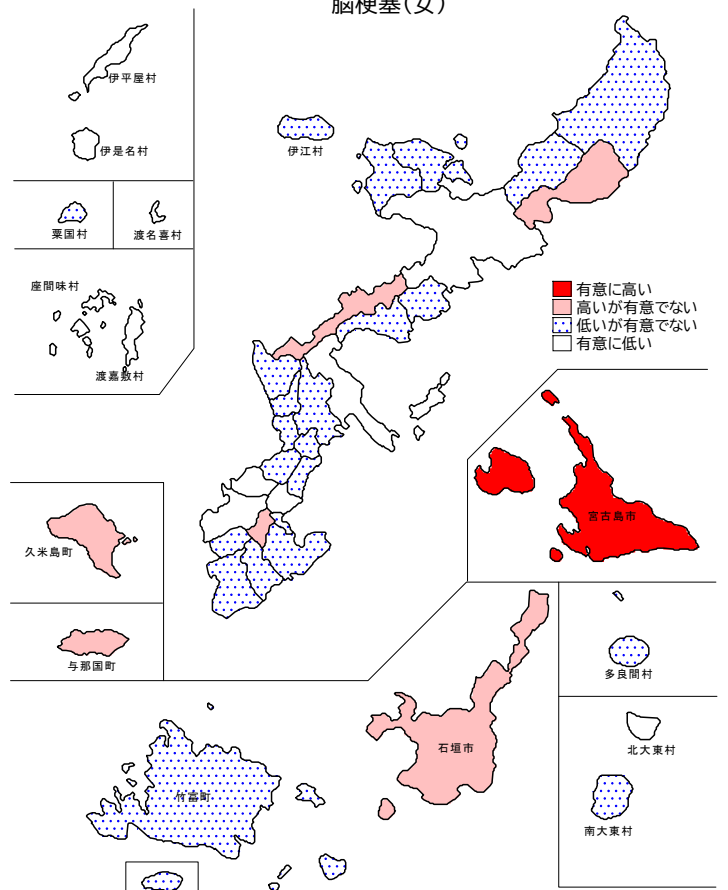 脳梗塞(女)
伊平屋村
伊是名村
伊江村
粟国村
渡名喜村
座間味村
渡嘉敷村
有意に高い
高いが有意でない
低いが有意でない
有意に低い
宮古島市
久米島町
与那国町
多良間村
石垣市
北大東村
竹富町
南大東村